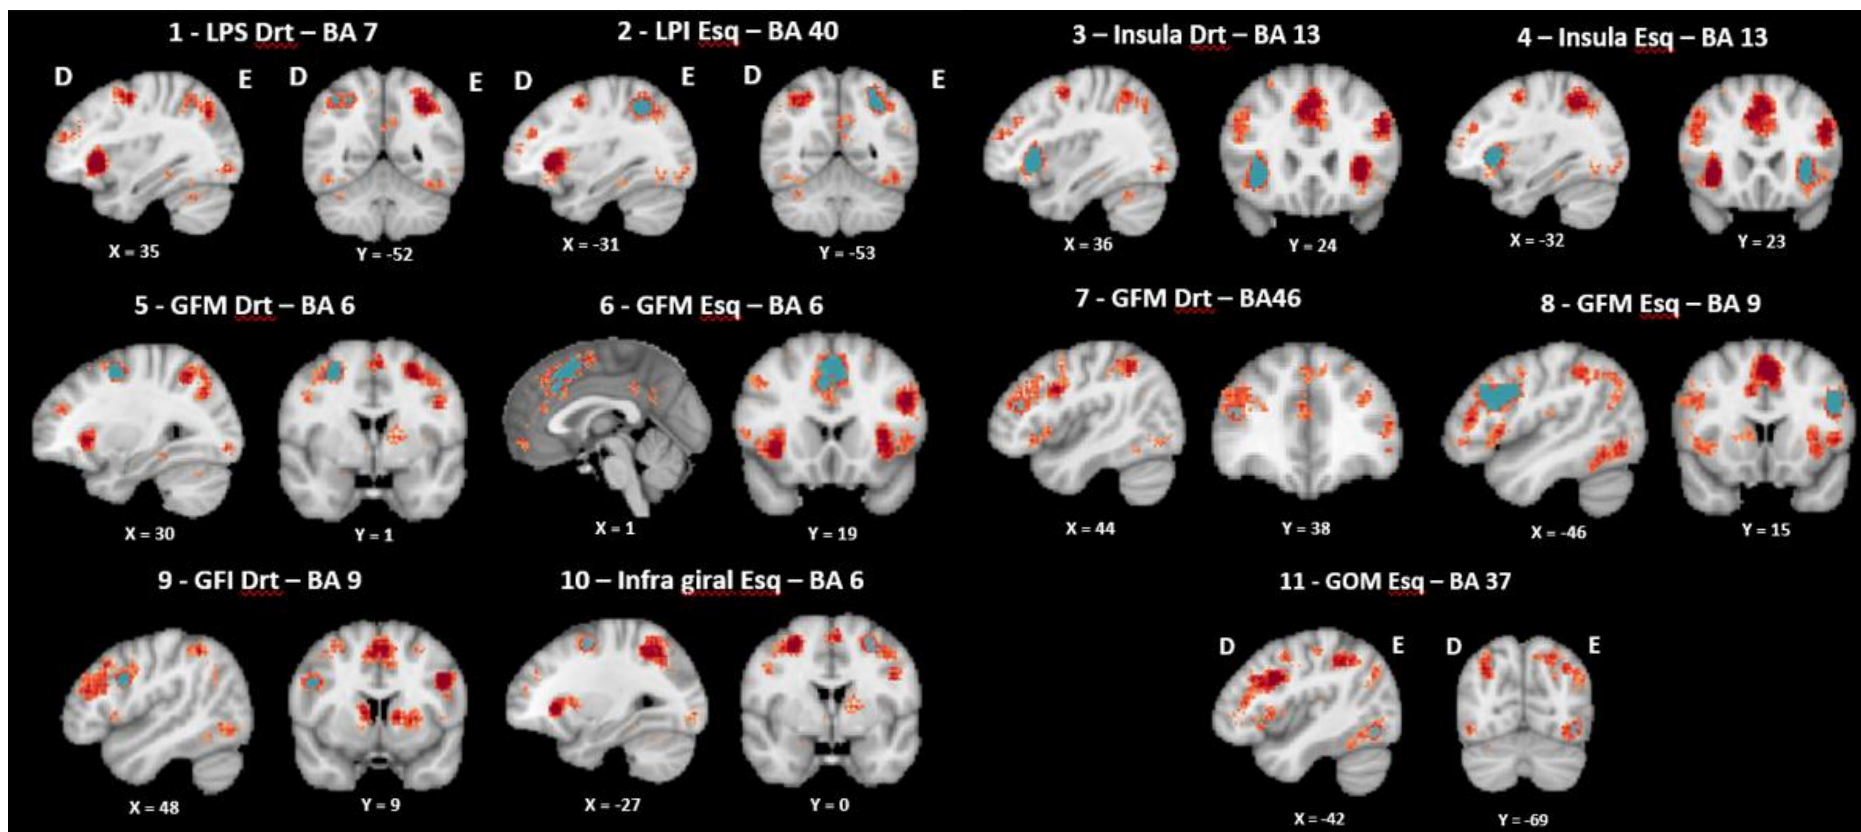 1 - LPS Drt – BA 7
D E D E
X = 35
Y = -52
2 - LPI Esq – BA 40
D E D E
X = -31
Y = -53
3 – Insula Drt – BA 13
X = 36
Y = 24
4 – Insula Esq – BA 13
X = -32
Y = 23
5 - GFM Drt – BA 6
X = 30
Y = 1
6 - GFM Esq – BA 6
X = 1
Y = 19
7 - GFM Drt – BA46
X = 44
Y = 38
8 – GFM Esq – BA 9
X = -46
Y = 15
9 - GFI Drt – BA 9
X = 48
Y = 9
10 – Infra giral Esq – BA 6
X = -27
Y = 0
11 - GOM Esq – BA 37
D E D E
X = -42
Y = -69